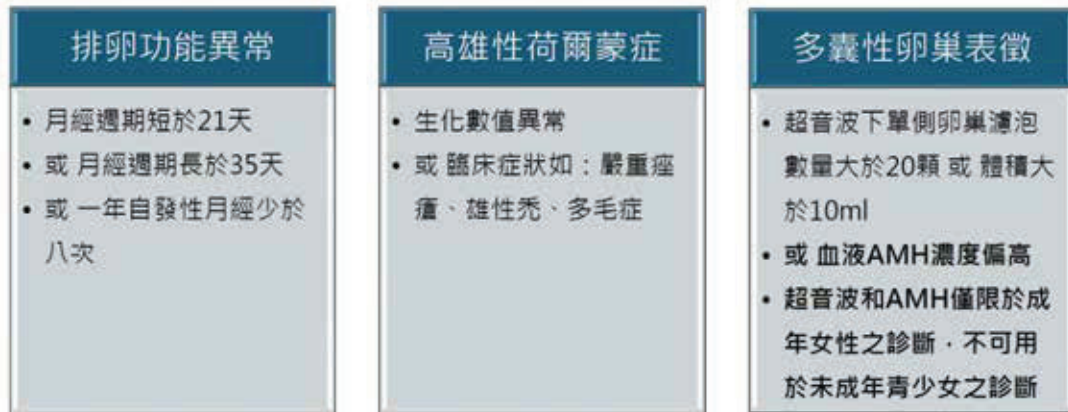 排卵功能異常
• 月經週期短於21天
• 或 月經週期長於35天
• 或 一年自發性月經少於
八次
高雄性荷爾蒙症
• 生化數值異常
• 或 臨床症狀如：嚴重痤
瘡、雄性禿、多毛症
多囊性卵巢表徵
• 超音波下單側卵巢濾泡
數量大於20顆 或 體積大
於10ml
• 或 血液AMH濃度偏高
• 超音波和AMH僅限於成
年女性之診斷，不可用
於未成年青少女之診斷